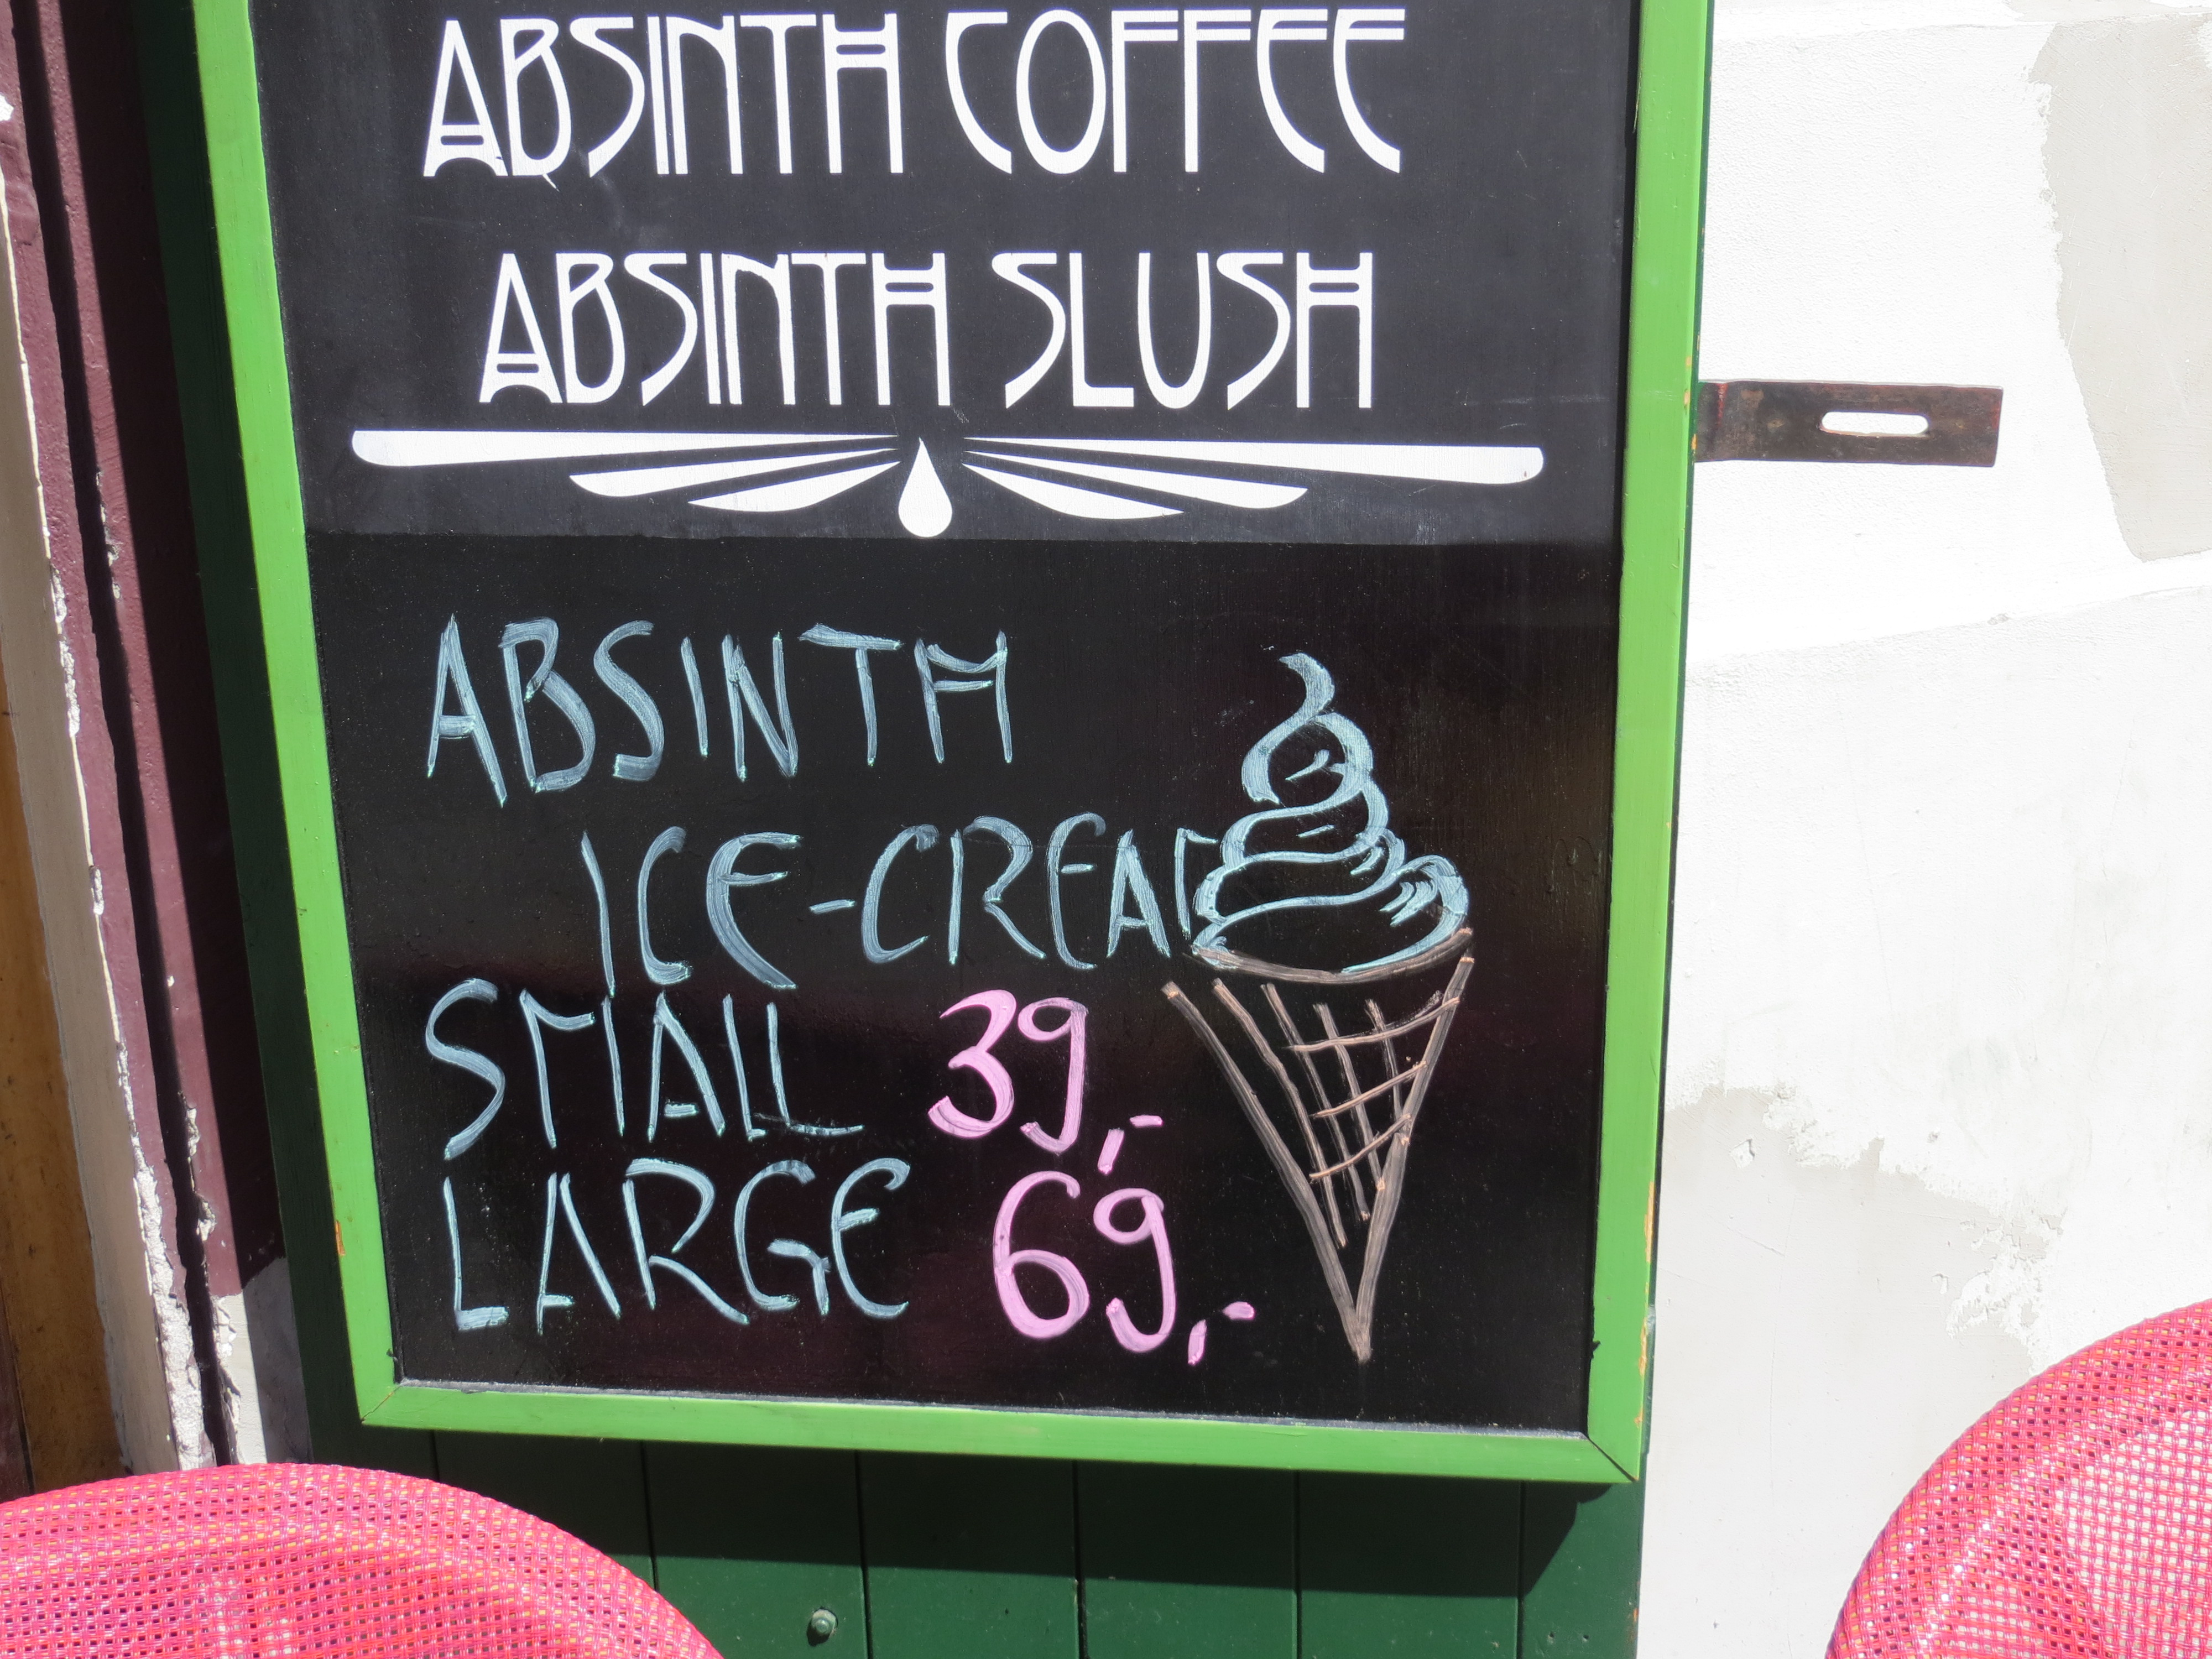 ABSINTH COFFEE
ABSINTH SLUSH
ABSINTH
ICE-CREAM
SMALL 39,-
LARGE 69,-